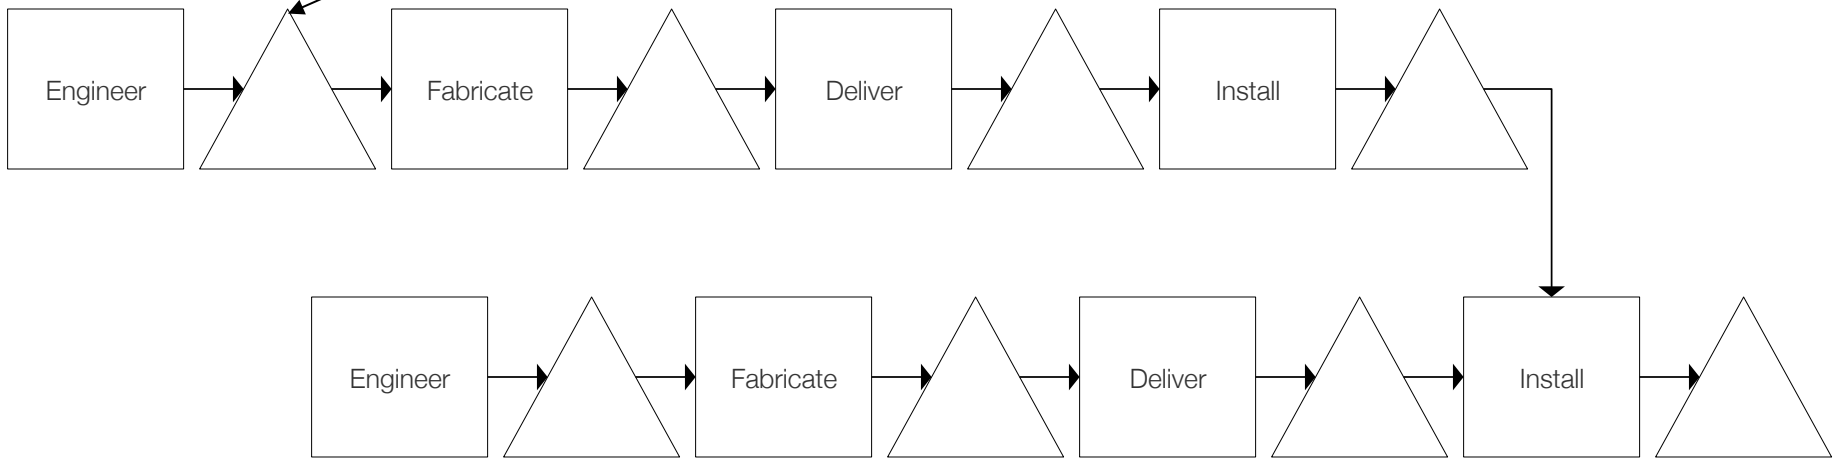 Engineer
Fabricate
Deliver
Install
Engineer
Fabricate
Deliver
Install